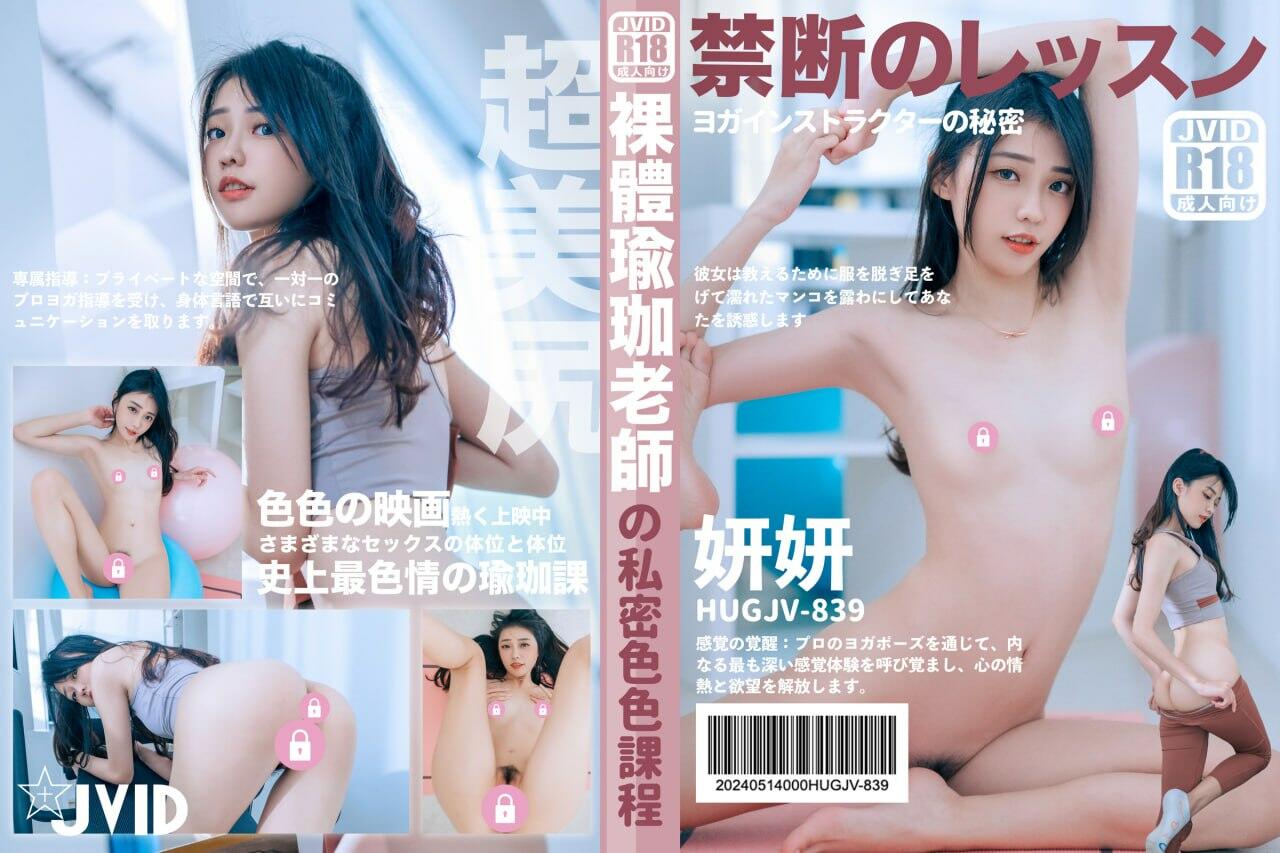 超美尻
専属指導：プライベートな空間で、一対一の
プロヨガ指導を受け、身体言語で互いにコミ
ュニケーションを取ります。
色色の映画熱く上映中
さまざまなセックスの体位と体位
史上最色情の瑜珈課
JVID
JVID
R18
成人向け
裸體瑜珈老師の私密色色課程
禁断のレッスン
ヨガインストラクターの秘密
JVID
R18
成人向け
彼女は教えるために服を脱ぎ足を
げて濡れたマンコを露わにしてあな
たを誘惑します
妍妍
HUGJV-839
感覚の覚醒：プロのヨガポーズを通じて、内
なる最も深い感覚体験を呼び覚まし、心の情
熱と欲望を解放します。
20240514000HUGJV-839